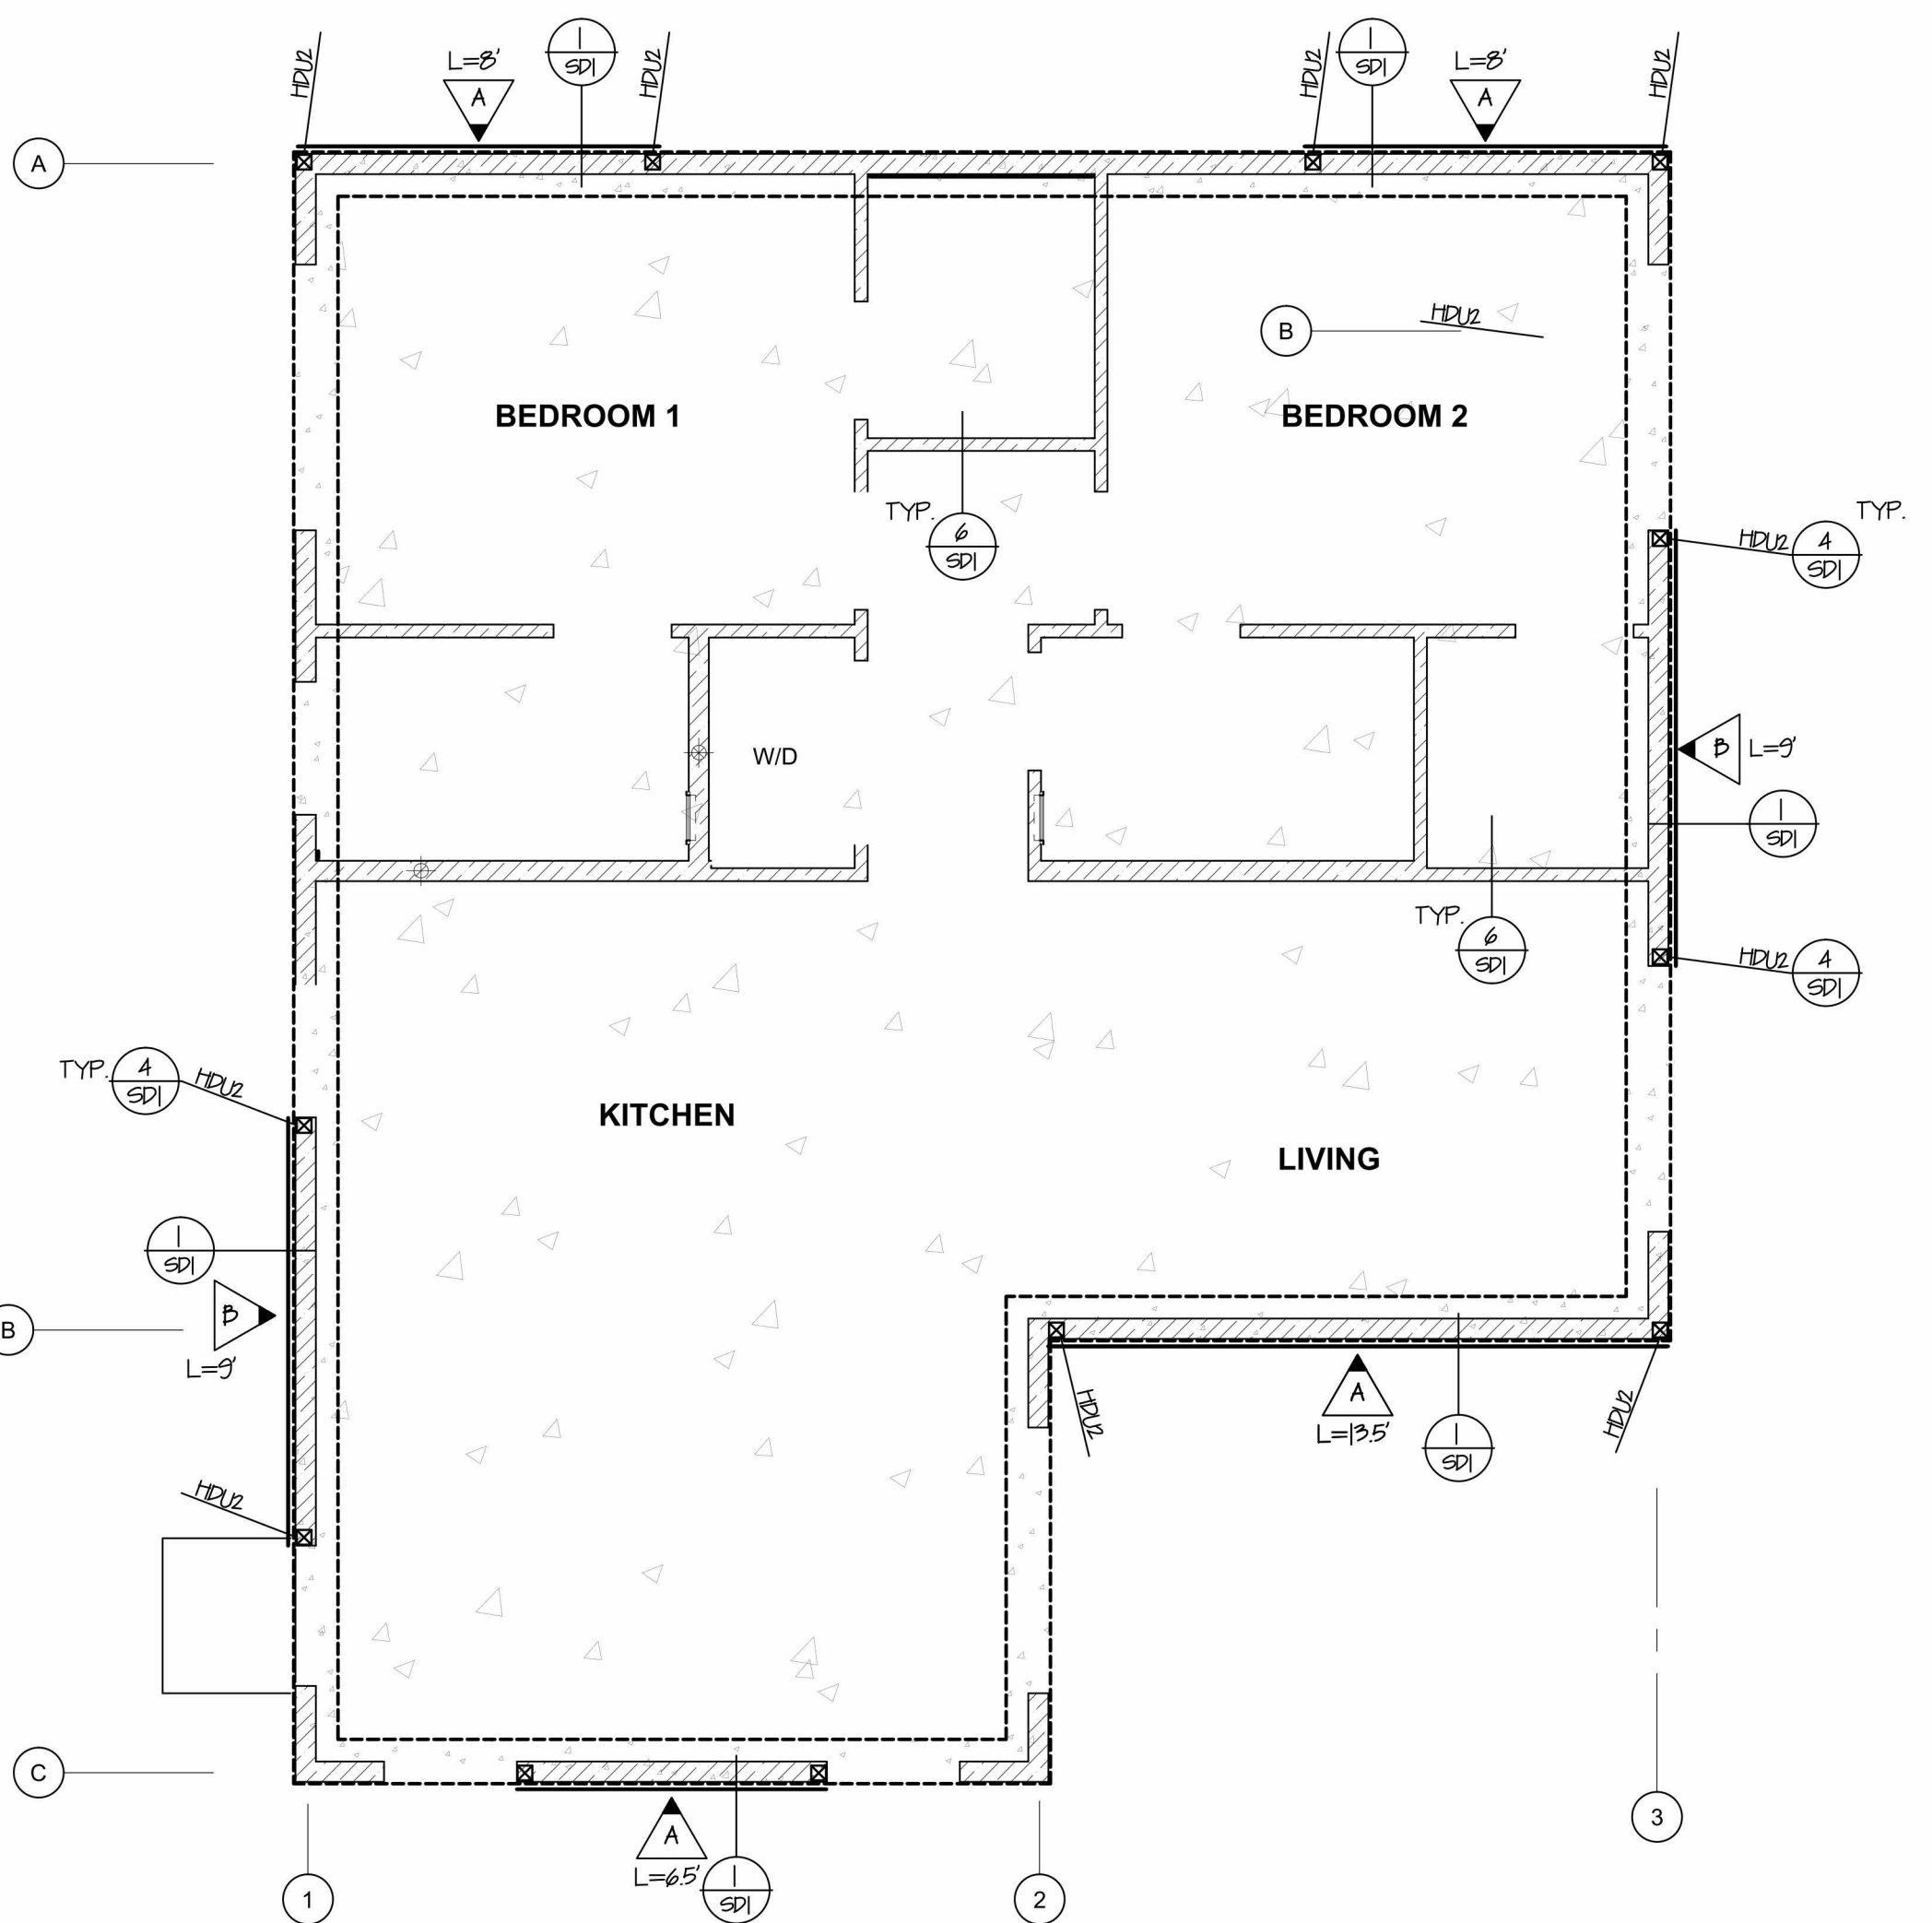 HDU2
L=8'
A
1
SD1
HDU2
HDU2
1
SD1
L=8'
A
HDU2
A
B
HDU2
BEDROOM 1
BEDROOM 2
TYP.
6
SD1
HDU2
4
SD1
TYP.
W/D
B
L=9'
1
SD1
TYP.
6
SD1
HDU2
4
SD1
TYP.
4
SD1
HDU2
KITCHEN
LIVING
1
SD1
B
B
L=9'
HDU2
A
L=13.5'
1
SD1
HDU2
HDU2
C
A
L=6.5'
1
SD1
1
2
3